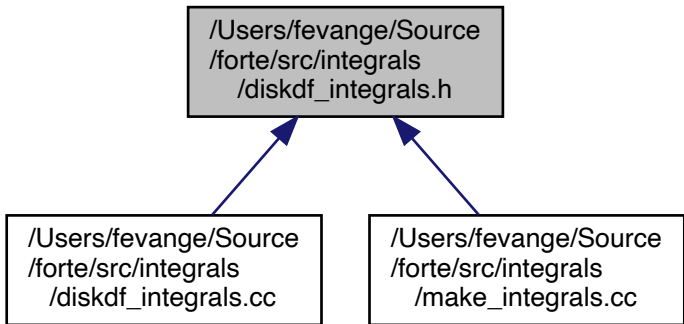 /Users/fevange/Source
/forte/src/integrals
/diskdf_integrals.h
/Users/fevange/Source
/forte/src/integrals
/diskdf_integrals.cc
/Users/fevange/Source
/forte/src/integrals
/make_integrals.cc